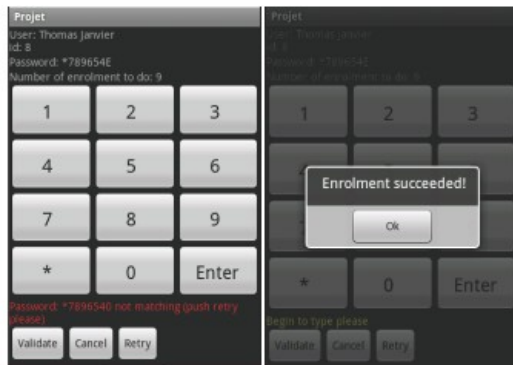 Projet
User: Thomas Janvier
Id: 8
Password: *789654E
Number of enrolment to do: 9
1 2 3
4 5 6
7 8 9
* 0 Enter
Password: *7896540 not matching (push retry
please)
Validate Cancel Retry
Projet
User: Thomas Janvier
Id: 8
Password: *789654E
Number of enrolment to do: 9
1 2 3
Enrolment succeeded!
Ok
* 0 Enter
Begin to type please
Validate Cancel Retry